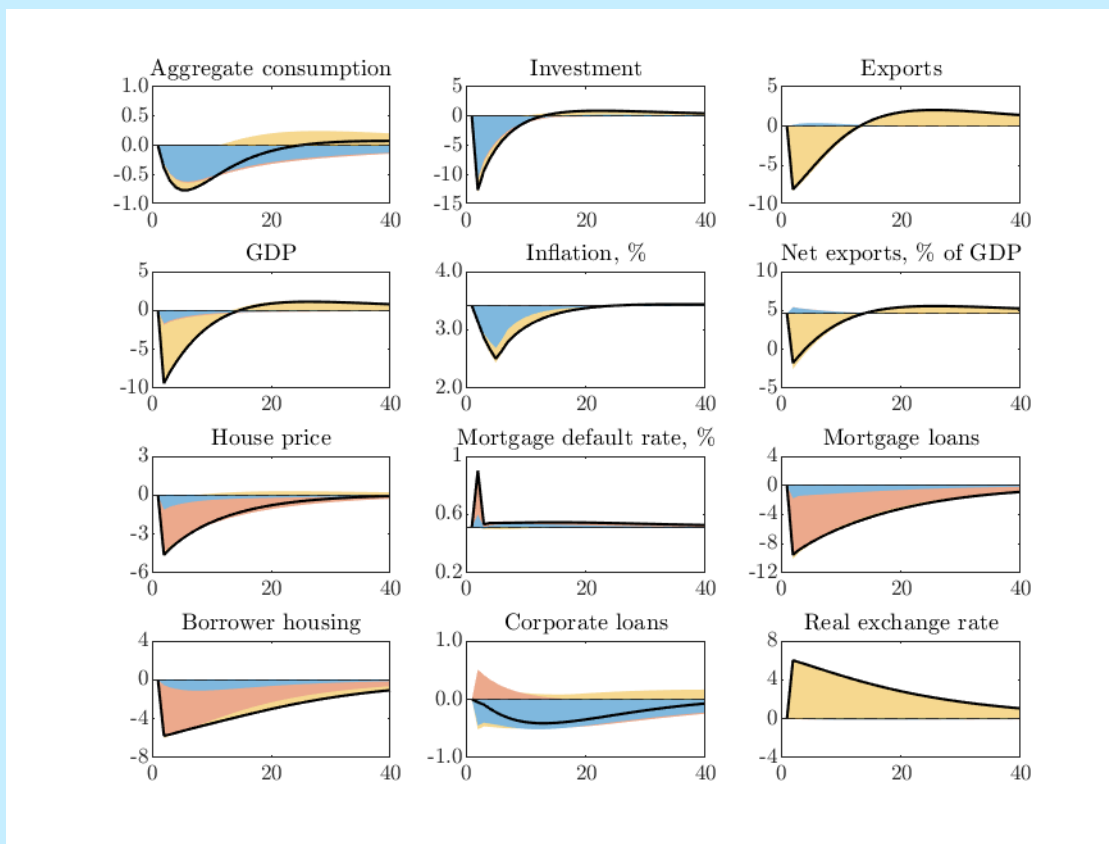 Aggregate consumption
1.0
0.5
0.0
-0.5
-1.0
0 20 40
Investment
5
0
-5
-10
-15
0 20 40
Exports
5
0
-5
-10
0 20 40
GDP
5
0
-5
-10
0 20 40
Inflation, %
4.0
3.0
2.0
0 20 40
Net exports, % of GDP
10
5
0
-5
0 20 40
House price
3
0
-3
-6
0 20 40
Mortgage default rate, %
1
0.6
0.2
0 20 40
Mortgage loans
4
0
-4
-8
-12
0 20 40
Borrower housing
4
0
-4
-8
0 20 40
Corporate loans
1.0
0.0
-1.0
0 20 40
Real exchange rate
8
4
0
-4
0 20 40